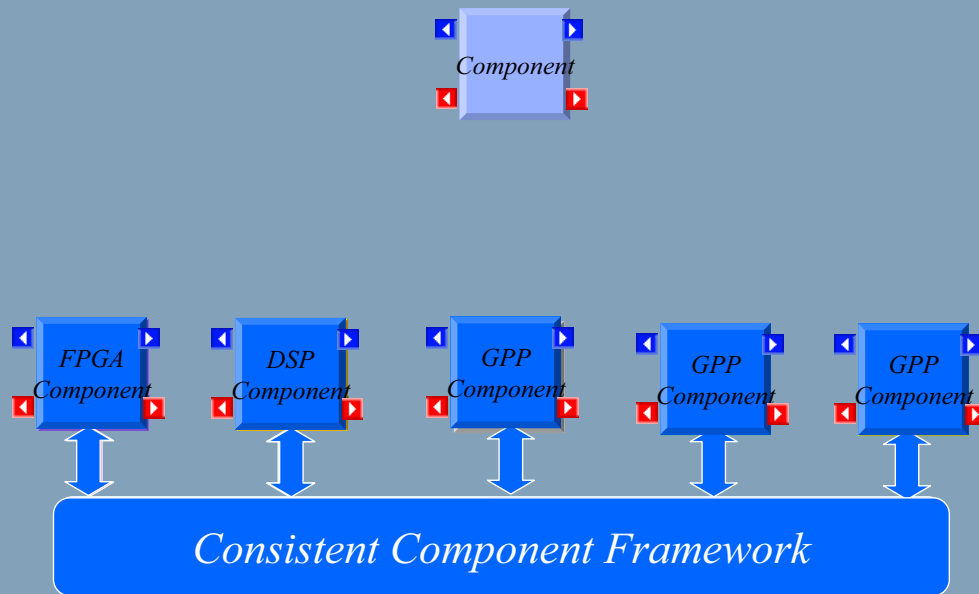 Component
FPGA
Component
DSP
Component
GPP
Component
GPP
Component
GPP
Component
Consistent Component Framework